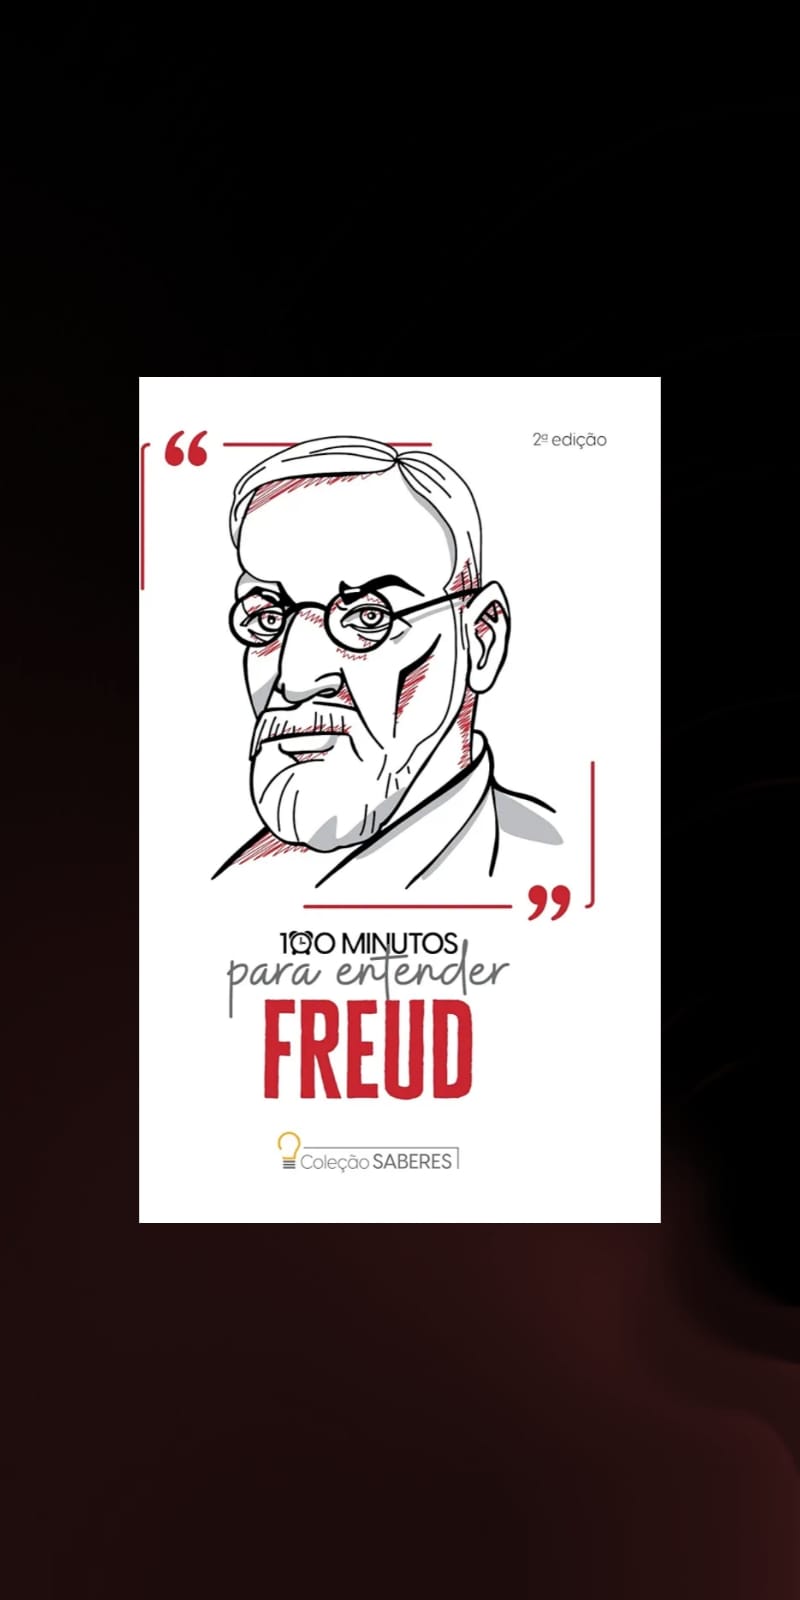 “
2ª edição
”
100 MINUTOS
para entender
FREUD
Coleção SABERES